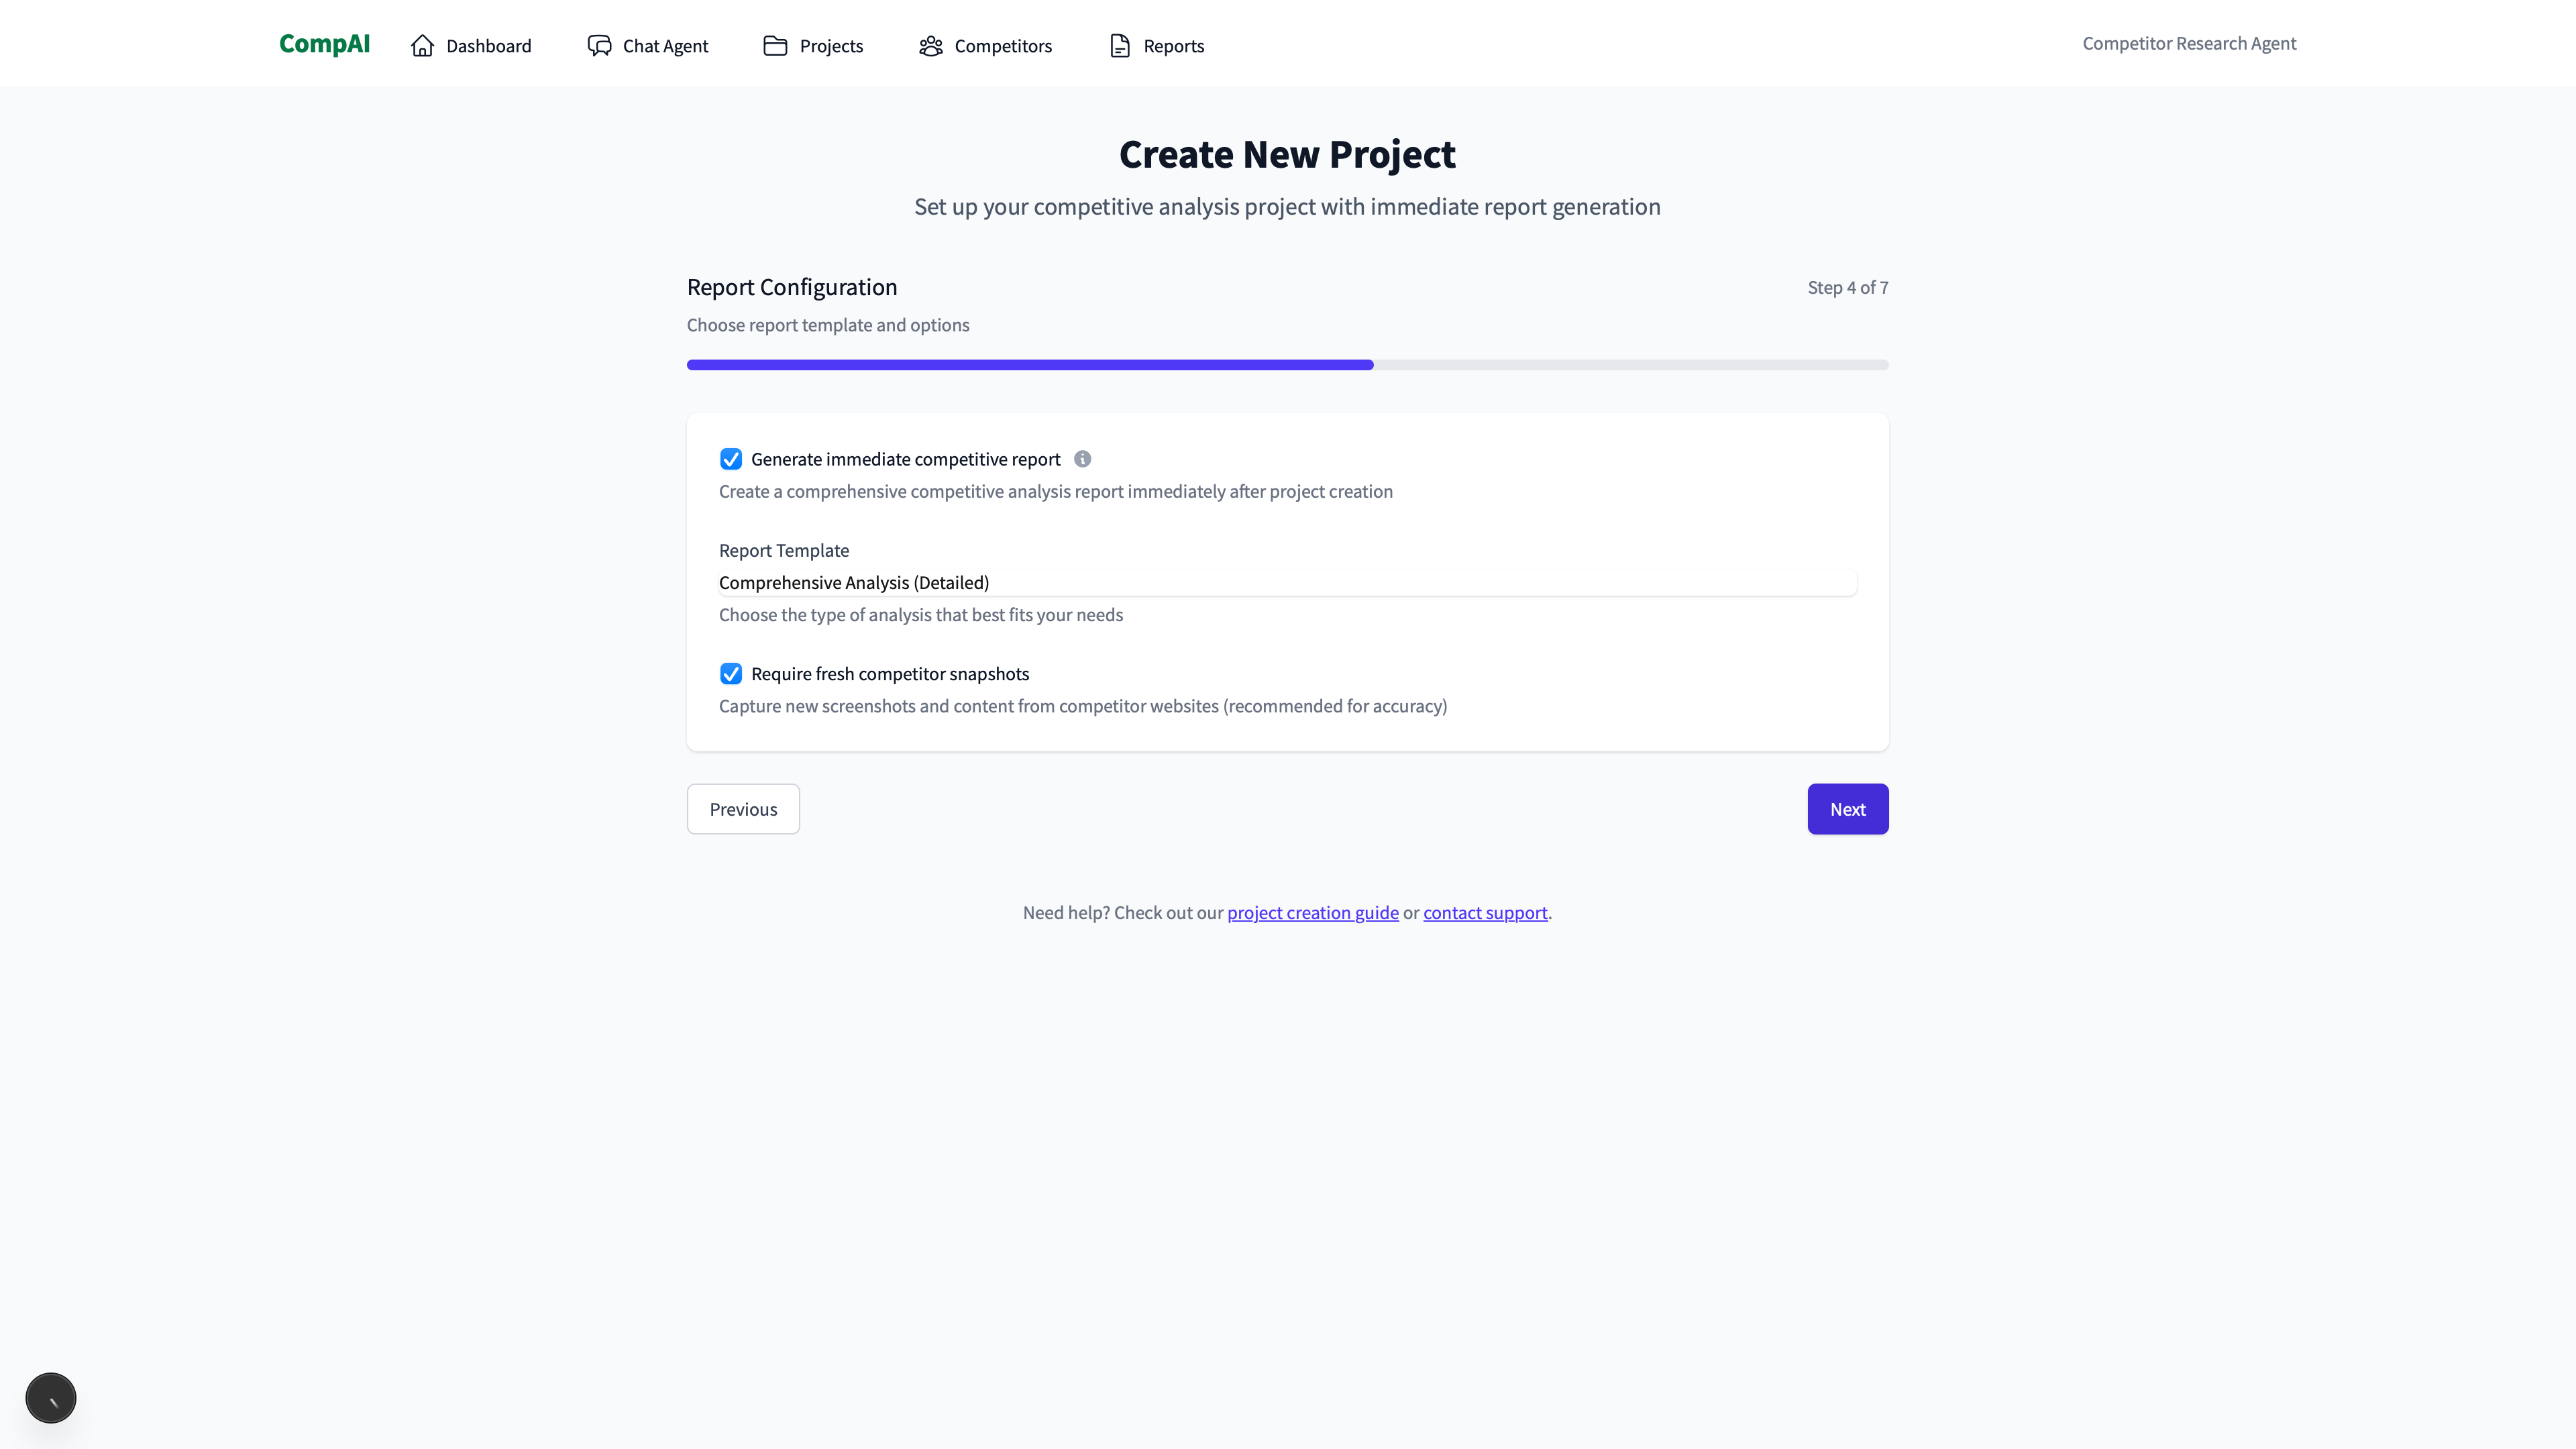 CompAI
Dashboard
Chat Agent
Projects
Competitors
Reports
Competitor Research Agent
Create New Project
Set up your competitive analysis project with immediate report generation
Report Configuration
Step 4 of 7
Choose report template and options
Generate immediate competitive report
Create a comprehensive competitive analysis report immediately after project creation
Report Template
Comprehensive Analysis (Detailed)
Choose the type of analysis that best fits your needs
Require fresh competitor snapshots
Capture new screenshots and content from competitor websites (recommended for accuracy)
Previous
Next
Need help? Check out our project creation guide or contact support.